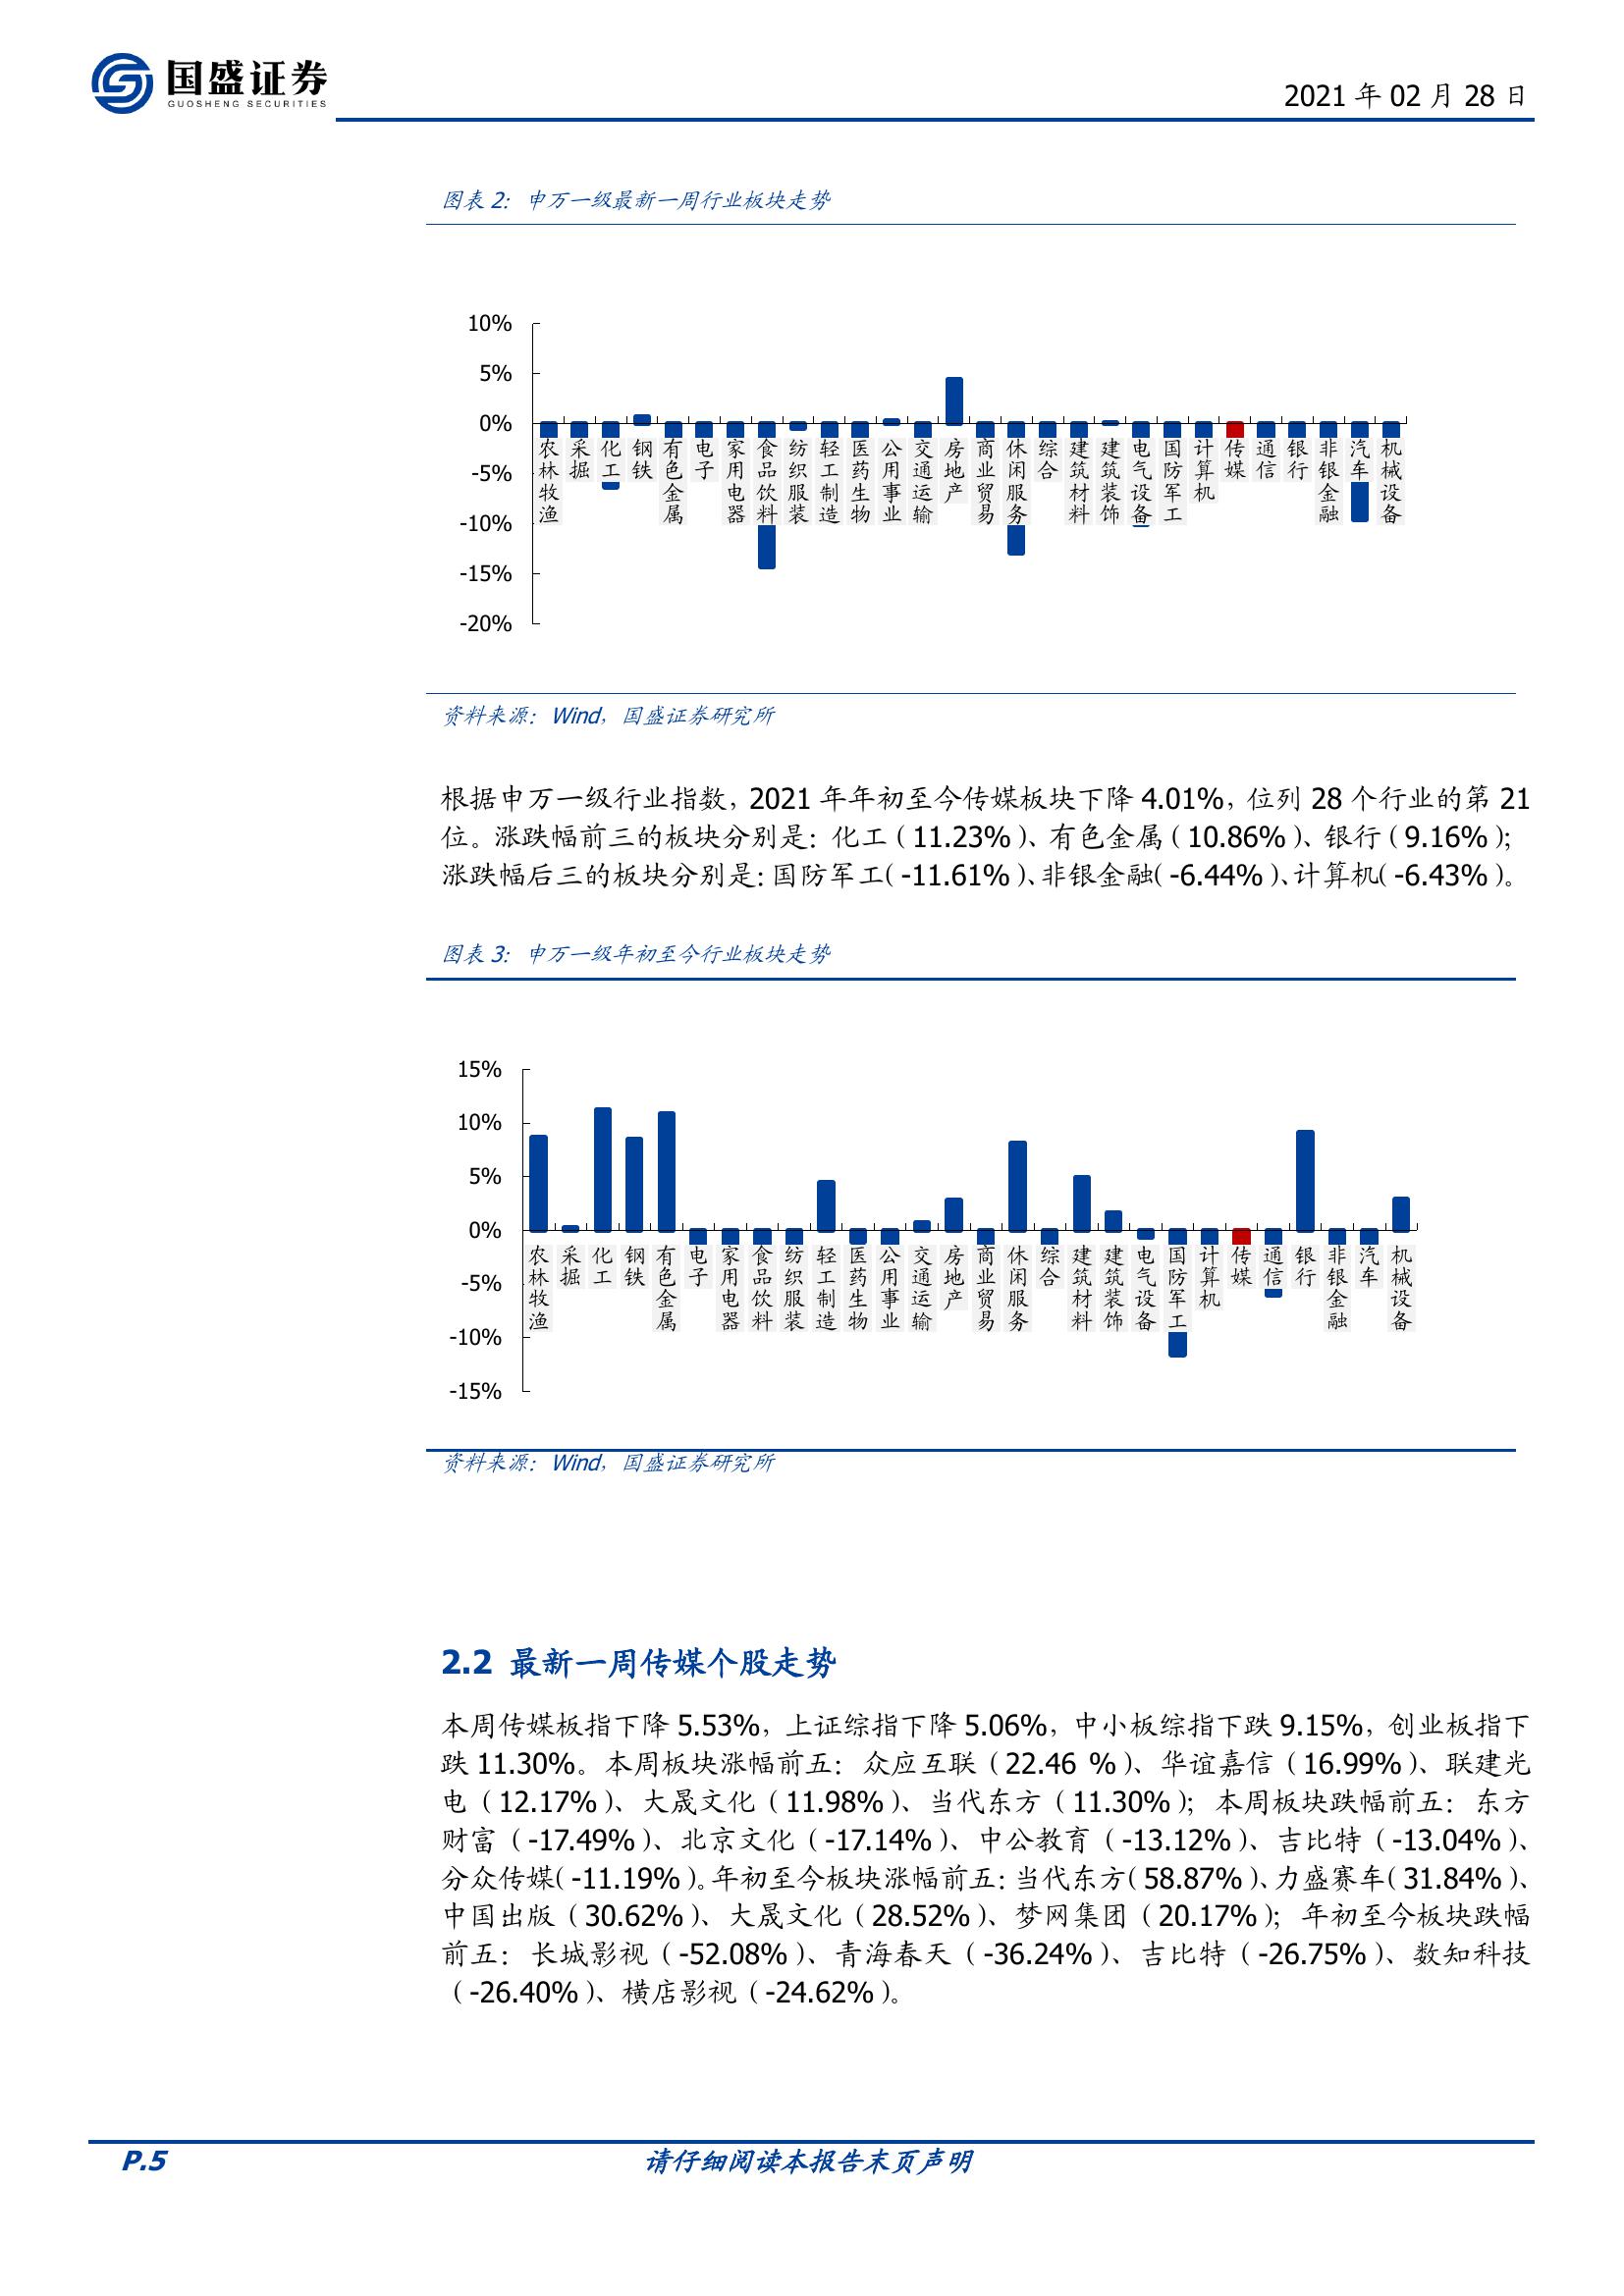 国盛证券
GUOSHENG SECURITIES
2021 年 02 月 28 日
图表 2: 申万一级最新一周行业板块走势
10%
5%
0%
-5%
-10%
-15%
-20%
农林牧渔
采掘
化工
钢铁
有色金属
电子
家用电器
食品饮料
纺织服装
轻工制造
医药生物
公用事业
交通运输
房地产
商业贸易
休闲服务
综合
建筑材料
建筑装饰
电气设备
国防军工
计算机
传媒
通信
银行
非银金融
汽车
机械设备
资料来源：Wind，国盛证券研究所
根据申万一级行业指数，2021 年年初至今传媒板块下降 4.01%，位列 28 个行业的第 21
位。涨跌幅前三的板块分别是：化工（11.23%）、有色金属（10.86%）、银行（9.16%）；
涨跌幅后三的板块分别是：国防军工（-11.61%）、非银金融（-6.44%）、计算机（-6.43%）。
图表 3: 申万一级年初至今行业板块走势
15%
10%
5%
0%
-5%
-10%
-15%
农林牧渔
采掘
化工
钢铁
有色金属
电子
家用电器
食品饮料
纺织服装
轻工制造
医药生物
公用事业
交通运输
房地产
商业贸易
休闲服务
综合
建筑材料
建筑装饰
电气设备
国防军工
计算机
传媒
通信
银行
非银金融
汽车
机械设备
资料来源：Wind，国盛证券研究所
2.2 最新一周传媒个股走势
本周传媒板指下降 5.53%，上证综指下降 5.06%，中小板综指下跌 9.15%，创业板指下
跌 11.30%。本周板块涨幅前五：众应互联（22.46 %）、华谊嘉信（16.99%）、联建光
电（12.17%）、大晟文化（11.98%）、当代东方（11.30%）；本周板块跌幅前五：东方
财富（-17.49%）、北京文化（-17.14%）、中公教育（-13.12%）、吉比特（-13.04%）、
分众传媒（-11.19%）。年初至今板块涨幅前五：当代东方（58.87%）、力盛赛车（31.84%）、
中国出版（30.62%）、大晟文化（28.52%）、梦网集团（20.17%）；年初至今板块跌幅
前五：长城影视（-52.08%）、青海春天（-36.24%）、吉比特（-26.75%）、数知科技
（-26.40%）、横店影视（-24.62%）。
P.5
请仔细阅读本报告末页声明